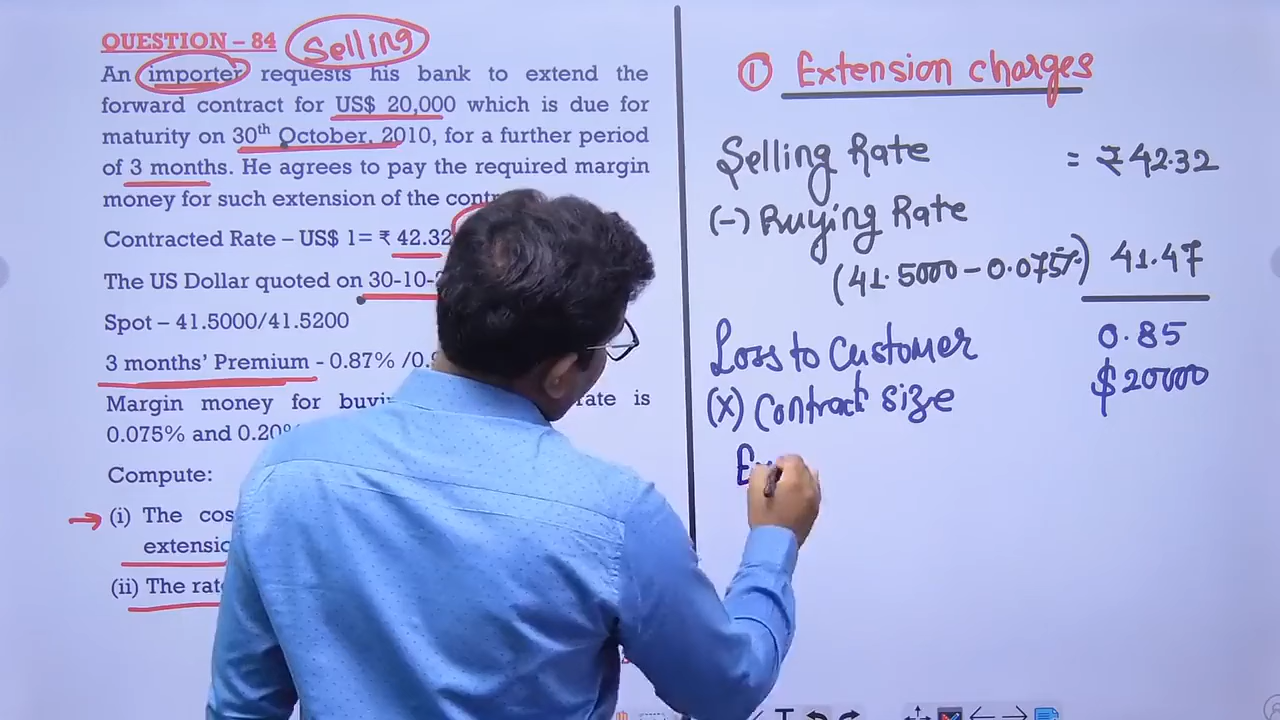 QUESTION – 84 Selling
An importer requests his bank to extend the
forward contract for US$ 20,000 which is due for
maturity on 30th October, 2010, for a further period
of 3 months. He agrees to pay the required margin
money for such extension of the
Contracted Rate – US$ 1= ₹ 42.32
The US Dollar quoted on 30-10-
Spot – 41.5000/41.5200
3 months' Premium - 0.87% /0.
Margin money for rate is
0.075% and 0.20
Compute:
(i) The
(ii) The
① Extension charges
Selling Rate = ₹42.32
(-) Buying Rate
(41.5000 – 0.075%) 41.47
Loss to Customer 0.85
(X) Contract size $20000